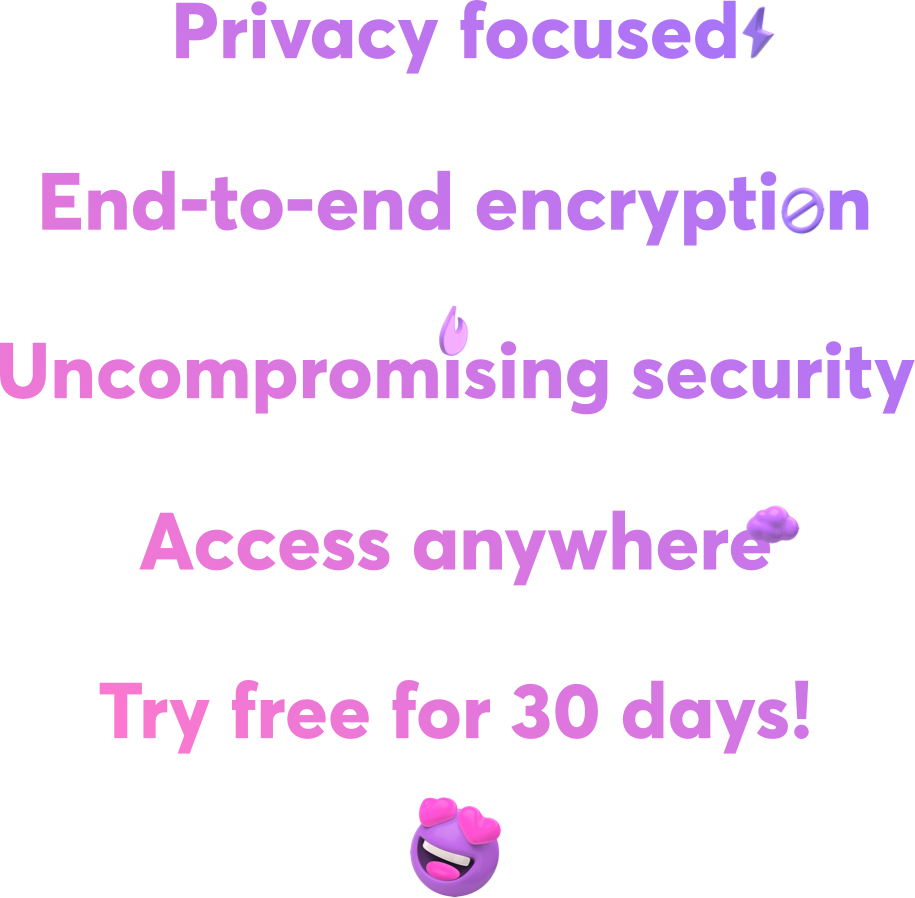 Privacy focused
End-to-end encryption
Uncompromising security
Access anywhere
Try free for 30 days!